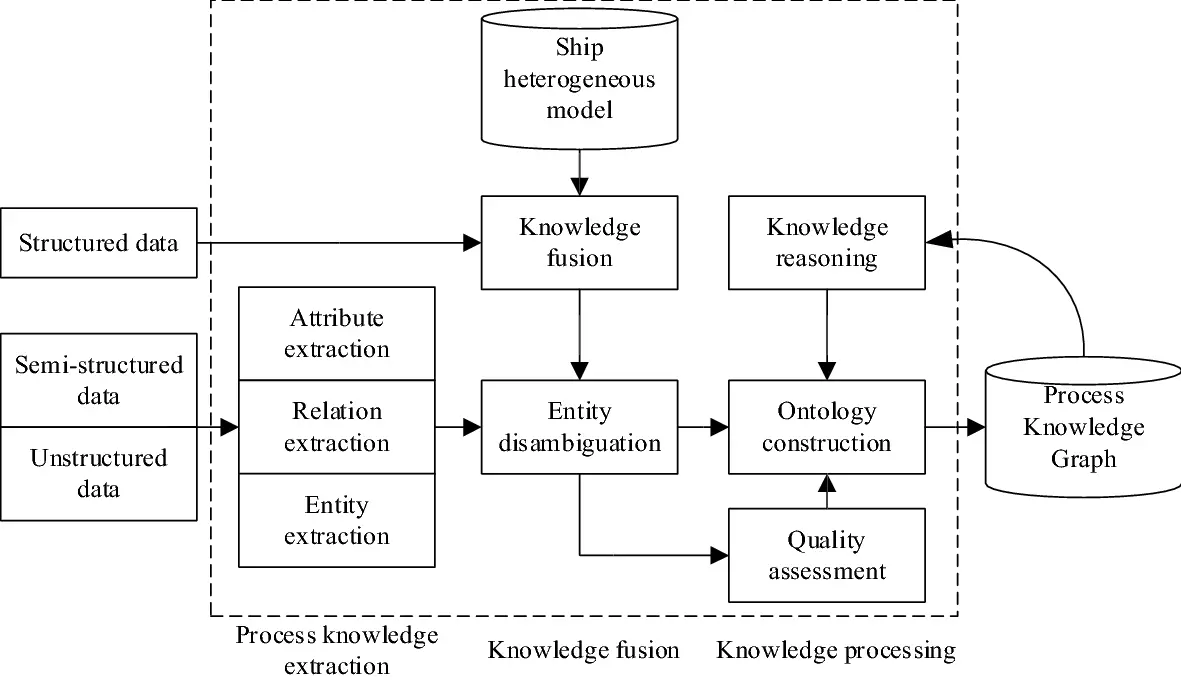 Ship
heterogeneous
model
Structured data
Knowledge
fusion
Knowledge
reasoning
Semi-structured
data
Unstructured
data
Attribute
extraction
Relation
extraction
Entity
extraction
Entity
disambiguation
Ontology
construction
Quality
assessment
Process
Knowledge
Graph
Process knowledge
extraction
Knowledge fusion
Knowledge processing